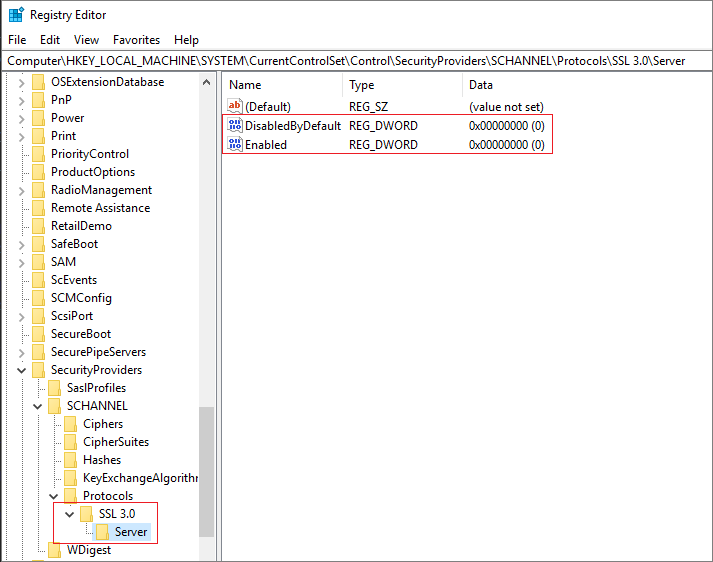 Registry Editor
File Edit View Favorites Help
Computer\HKEY_LOCAL_MACHINE\SYSTEM\CurrentControlSet\Control\SecurityProviders\SCHANNEL\Protocols\SSL 3.0\Server
OSExtensionDatabase
PnP
Power
Print
PriorityControl
ProductOptions
RadioManagement
Remote Assistance
RetailDemo
SafeBoot
SAM
ScEvents
SCMConfig
ScsiPort
SecureBoot
SecurePipeServers
SecurityProviders
SaslProfiles
SCHANNEL
Ciphers
CipherSuites
Hashes
KeyExchangeAlgorithr
Protocols
SSL 3.0
Server
WDigest
Name Type Data
ab (Default) REG_SZ (value not set)
DisabledByDefault REG_DWORD 0x00000000 (0)
Enabled REG_DWORD 0x00000000 (0)